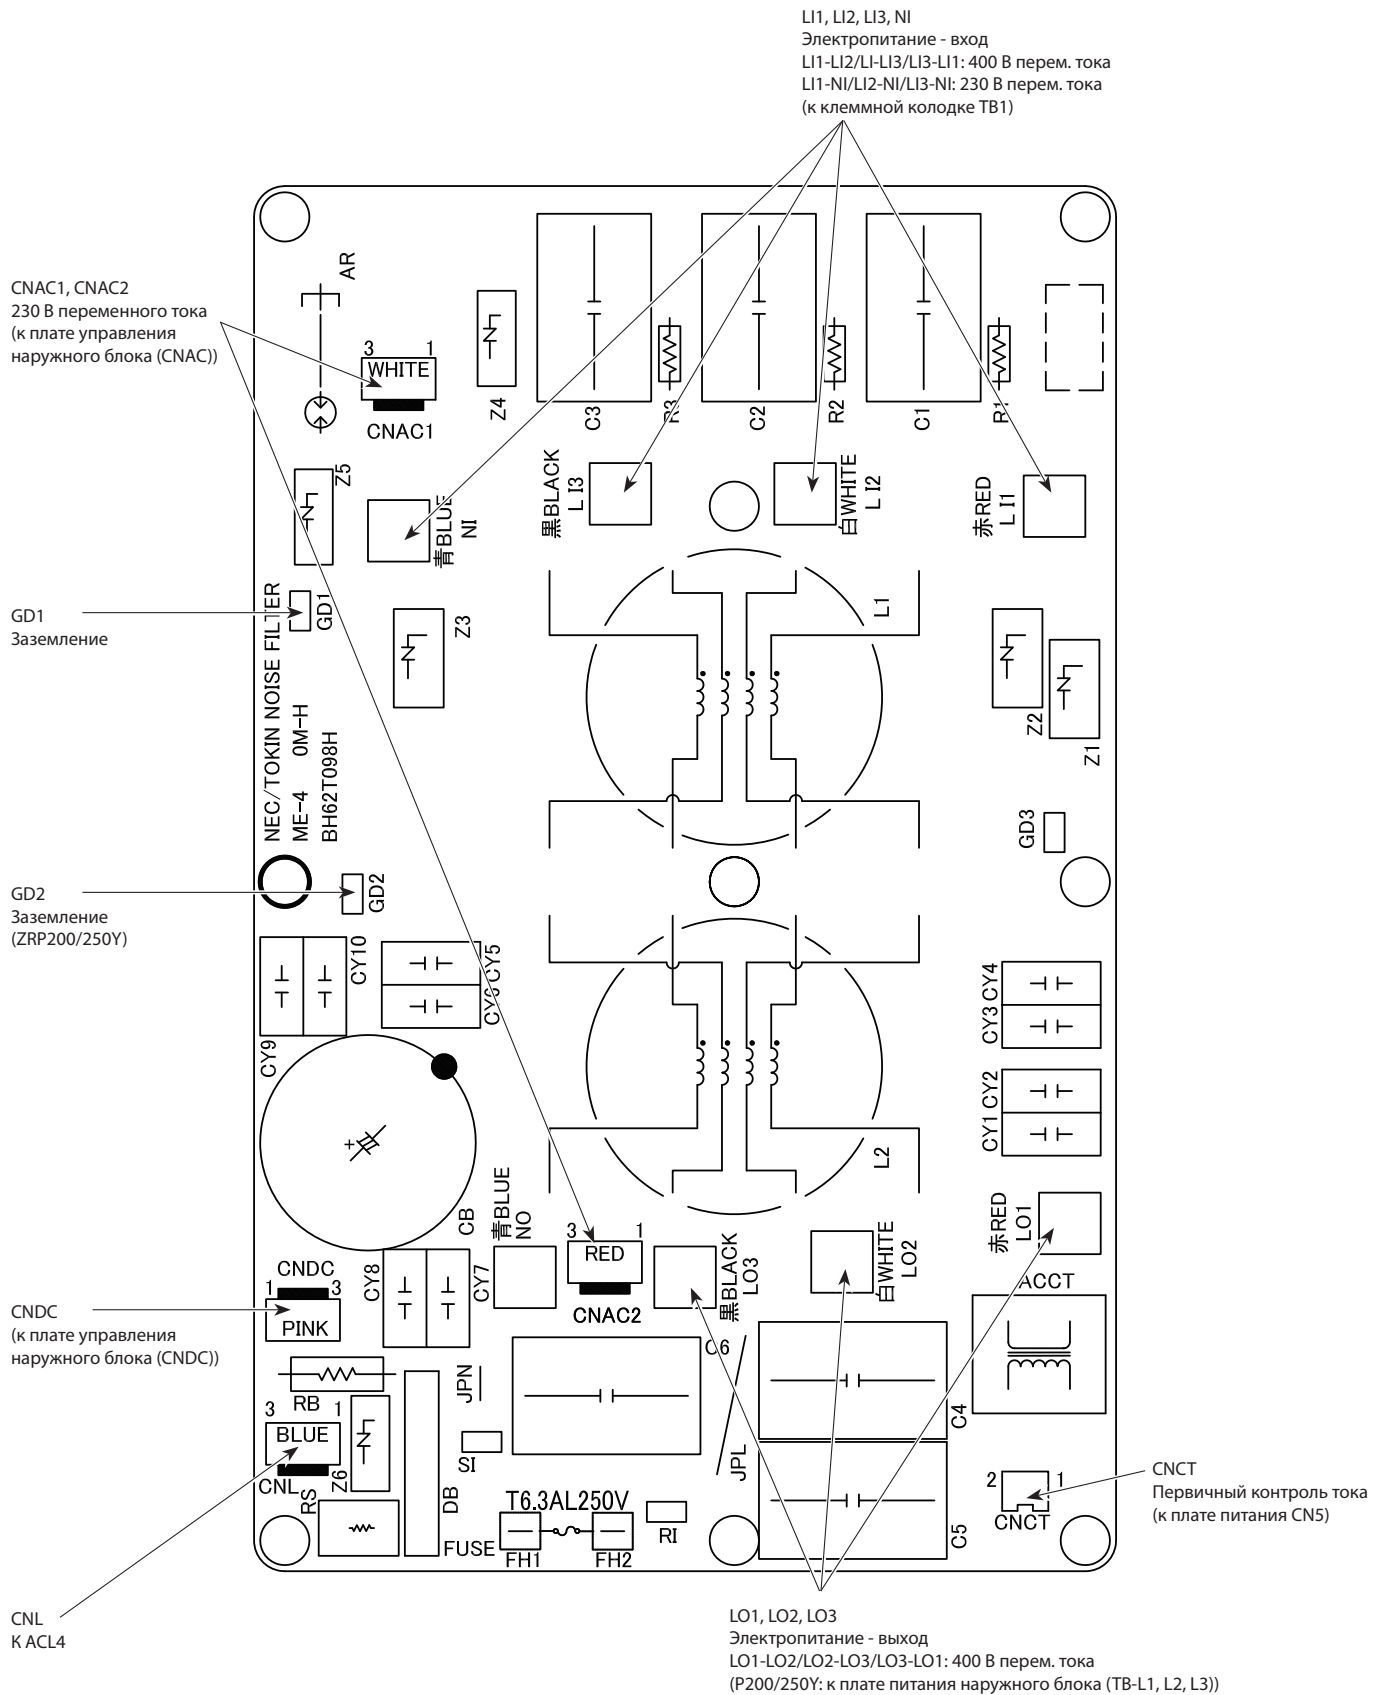 LI1, LI2, LI3, NI
Электропитание - вход
LI1-LI2/LI-LI3/LI3-LI1: 400 В перем. тока
LI1-NI/LI2-NI/LI3-NI: 230 В перем. тока
(к клеммной колодке TB1)
CNAC1, CNAC2
230 В переменного тока
(к плате управления
наружного блока (CNAC))
AR
3 1
WHITE
CNAC1
Z4
C3
R3
C2
R2
C1
R1
Z5
青BLUE
NI
黒BLACK
L I3
白WHITE
L I2
赤RED
L I1
GD1
Заземление
GD1
Z3
L1
Z2
Z1
NEC/TOKIN NOISE FILTER
ME-4 0M-H
BH62T098H
GD3
GD2
Заземление
(ZRP200/250Y)
GD2
CY10
CY9
CY5
CY6
CY4
CY3
CY2
CY1
L2
+
CB
青BLUE
NO
3 1
RED
CNAC2
黒BLACK
LO3
白WHITE
LO2
赤RED
LO1
ACCT
CNDC
(к плате управления
наружного блока (CNDC))
CNDC
1 3
PINK
CY8
CY7
C6
RB
JPN
JPL
C4
3 1
BLUE
CNL
Z6
RS
DB
SI
T6.3AL250V
FUSE
FH1
FH2
RI
C5
2 1
CNCT
CNCT
Первичный контроль тока
(к плате питания CN5)
CNL
К ACL4
LO1, LO2, LO3
Электропитание - выход
LO1-LO2/LO2-LO3/LO3-LO1: 400 В перем. тока
(P200/250Y: к плате питания наружного блока (TB-L1, L2, L3))